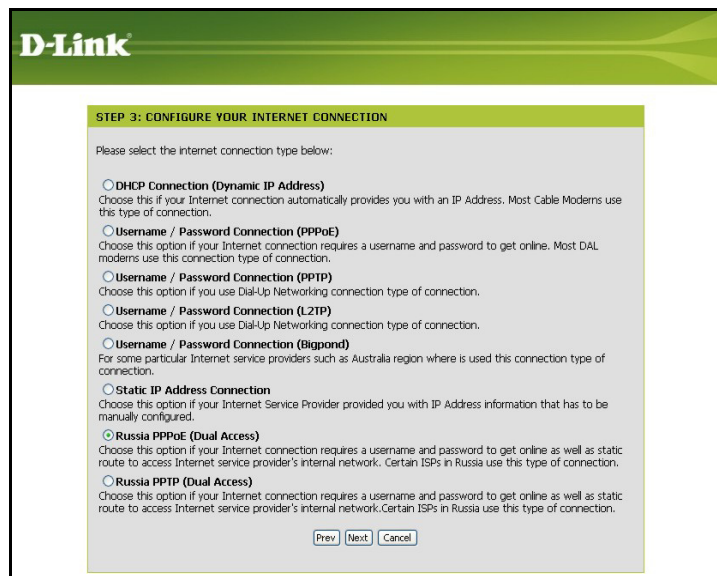 D-Link
STEP 3: CONFIGURE YOUR INTERNET CONNECTION
Please select the internet connection type below:
DHCP Connection (Dynamic IP Address)
Choose this if your Internet connection automatically provides you with an IP Address. Most Cable Moderns use
this type of connection.
Username / Password Connection (PPPoE)
Choose this option if your Internet connection requires a username and password to get online. Most DAL
moderns use this connection type of connection.
Username / Password Connection (PPTP)
Choose this option if you use Dial-Up Networking connection type of connection.
Username / Password Connection (L2TP)
Choose this option if you use Dial-Up Networking connection type of connection.
Username / Password Connection (Bigpond)
For some particular Internet service providers such as Australia region where is used this connection type of
connection.
Static IP Address Connection
Choose this option if your Internet Service Provider provided you with IP Address information that has to be
manually configured.
Russia PPPoE (Dual Access)
Choose this option if your Internet connection requires a username and password to get online as well as static
route to access Internet service provider's internal network. Certain ISPs in Russia use this type of connection.
Russia PPTP (Dual Access)
Choose this option if your Internet connection requires a username and password to get online as well as static
route to access Internet service provider's internal network.Certain ISPs in Russia use this type of connection.
Prev Next Cancel